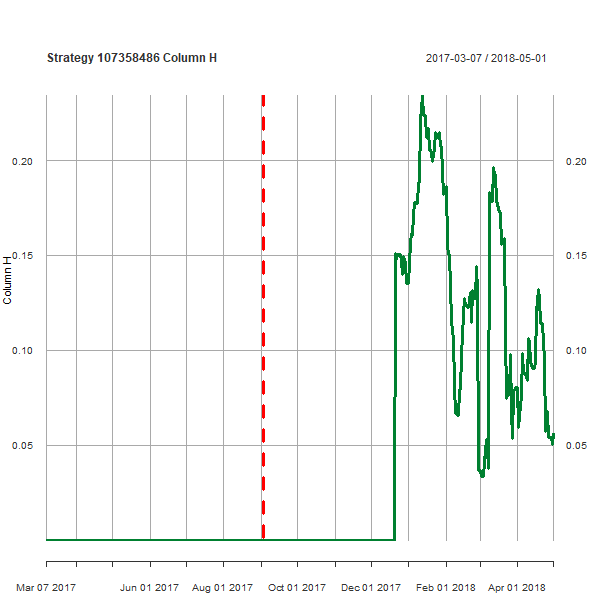 Strategy 107358486 Column H
2017-03-07 / 2018-05-01
0.20
0.20
0.15
0.15
Column H
0.10
0.10
0.05
0.05
Mar 07 2017
Jun 01 2017
Aug 01 2017
Oct 01 2017
Dec 01 2017
Feb 01 2018
Apr 01 2018